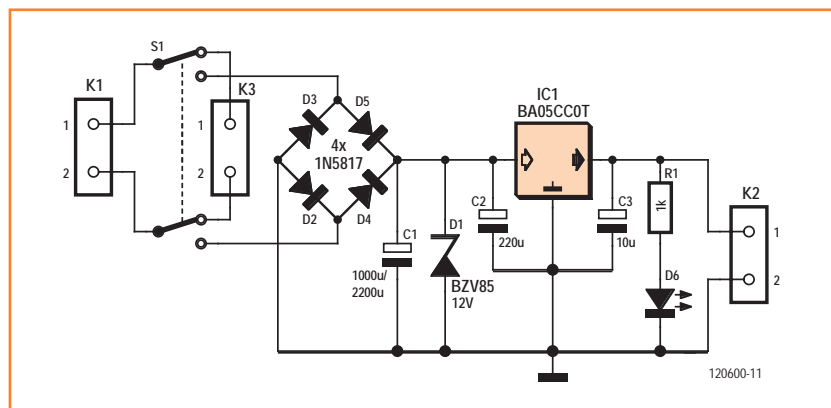 S1
K1
1
2
K3
1
2
D3
D5
4x
1N5817
D2
D4
C1
1000u/
2200u
D1
BZV85
12V
C2
220u
IC1
BA05CC0T
C3
10u
R1
1k
D6
K2
1
2
120600-11